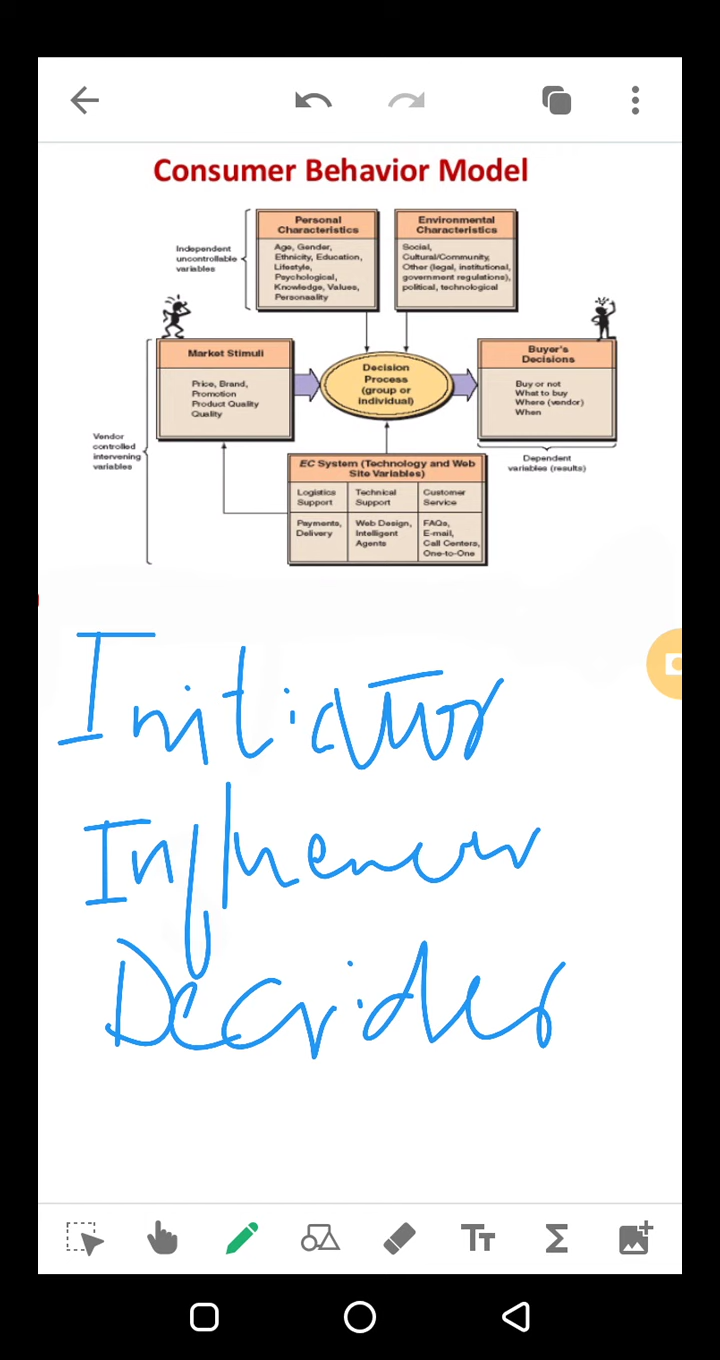 Consumer Behavior Model
Personal
Characteristics
Age, Gender,
Ethnicity, Education,
Lifestyle,
Psychological,
Knowledge, Values,
Personaality
Environmental
Characteristics
Social,
Cultural/Community,
Other (legal, institutional,
government regulations),
political, technological
Independent
uncontrollable
variables
Market Stimuli
Price, Brand,
Promotion
Product Quality
Quality
Decision
Process
(group or
individual)
Buyer's
Decisions
Buy or not
What to buy
Where (vendor)
When
Vendor
controlled
intervening
variables
Dependent
variables (results)
EC System (Technology and Web
Site Variables)
Logistics
Support
Technical
Support
Customer
Service
Payments,
Delivery
Web Design,
Intelligent
Agents
FAQs,
E-mail,
Call Centers,
One-to-One
Initiator
Influencer
Decider
TT
Σ